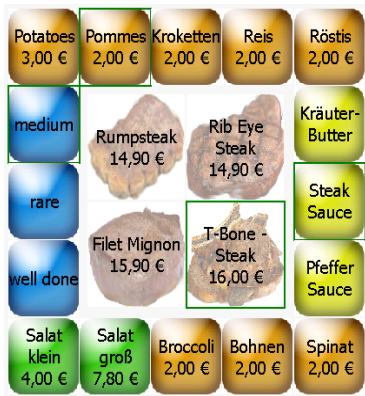 Potatoes
3,00 €
Pommes
2,00 €
Kroketten
2,00 €
Reis
2,00 €
Röstis
2,00 €
medium
Rumpsteak
14,90 €
Rib Eye
Steak
14,90 €
Kräuter-
Butter
rare
Steak
Sauce
Filet Mignon
15,90 €
T-Bone -
Steak
16,00 €
well done
Pfeffer
Sauce
Salat
klein
4,00 €
Salat
groß
7,80 €
Broccoli
2,00 €
Bohnen
2,00 €
Spinat
2,00 €